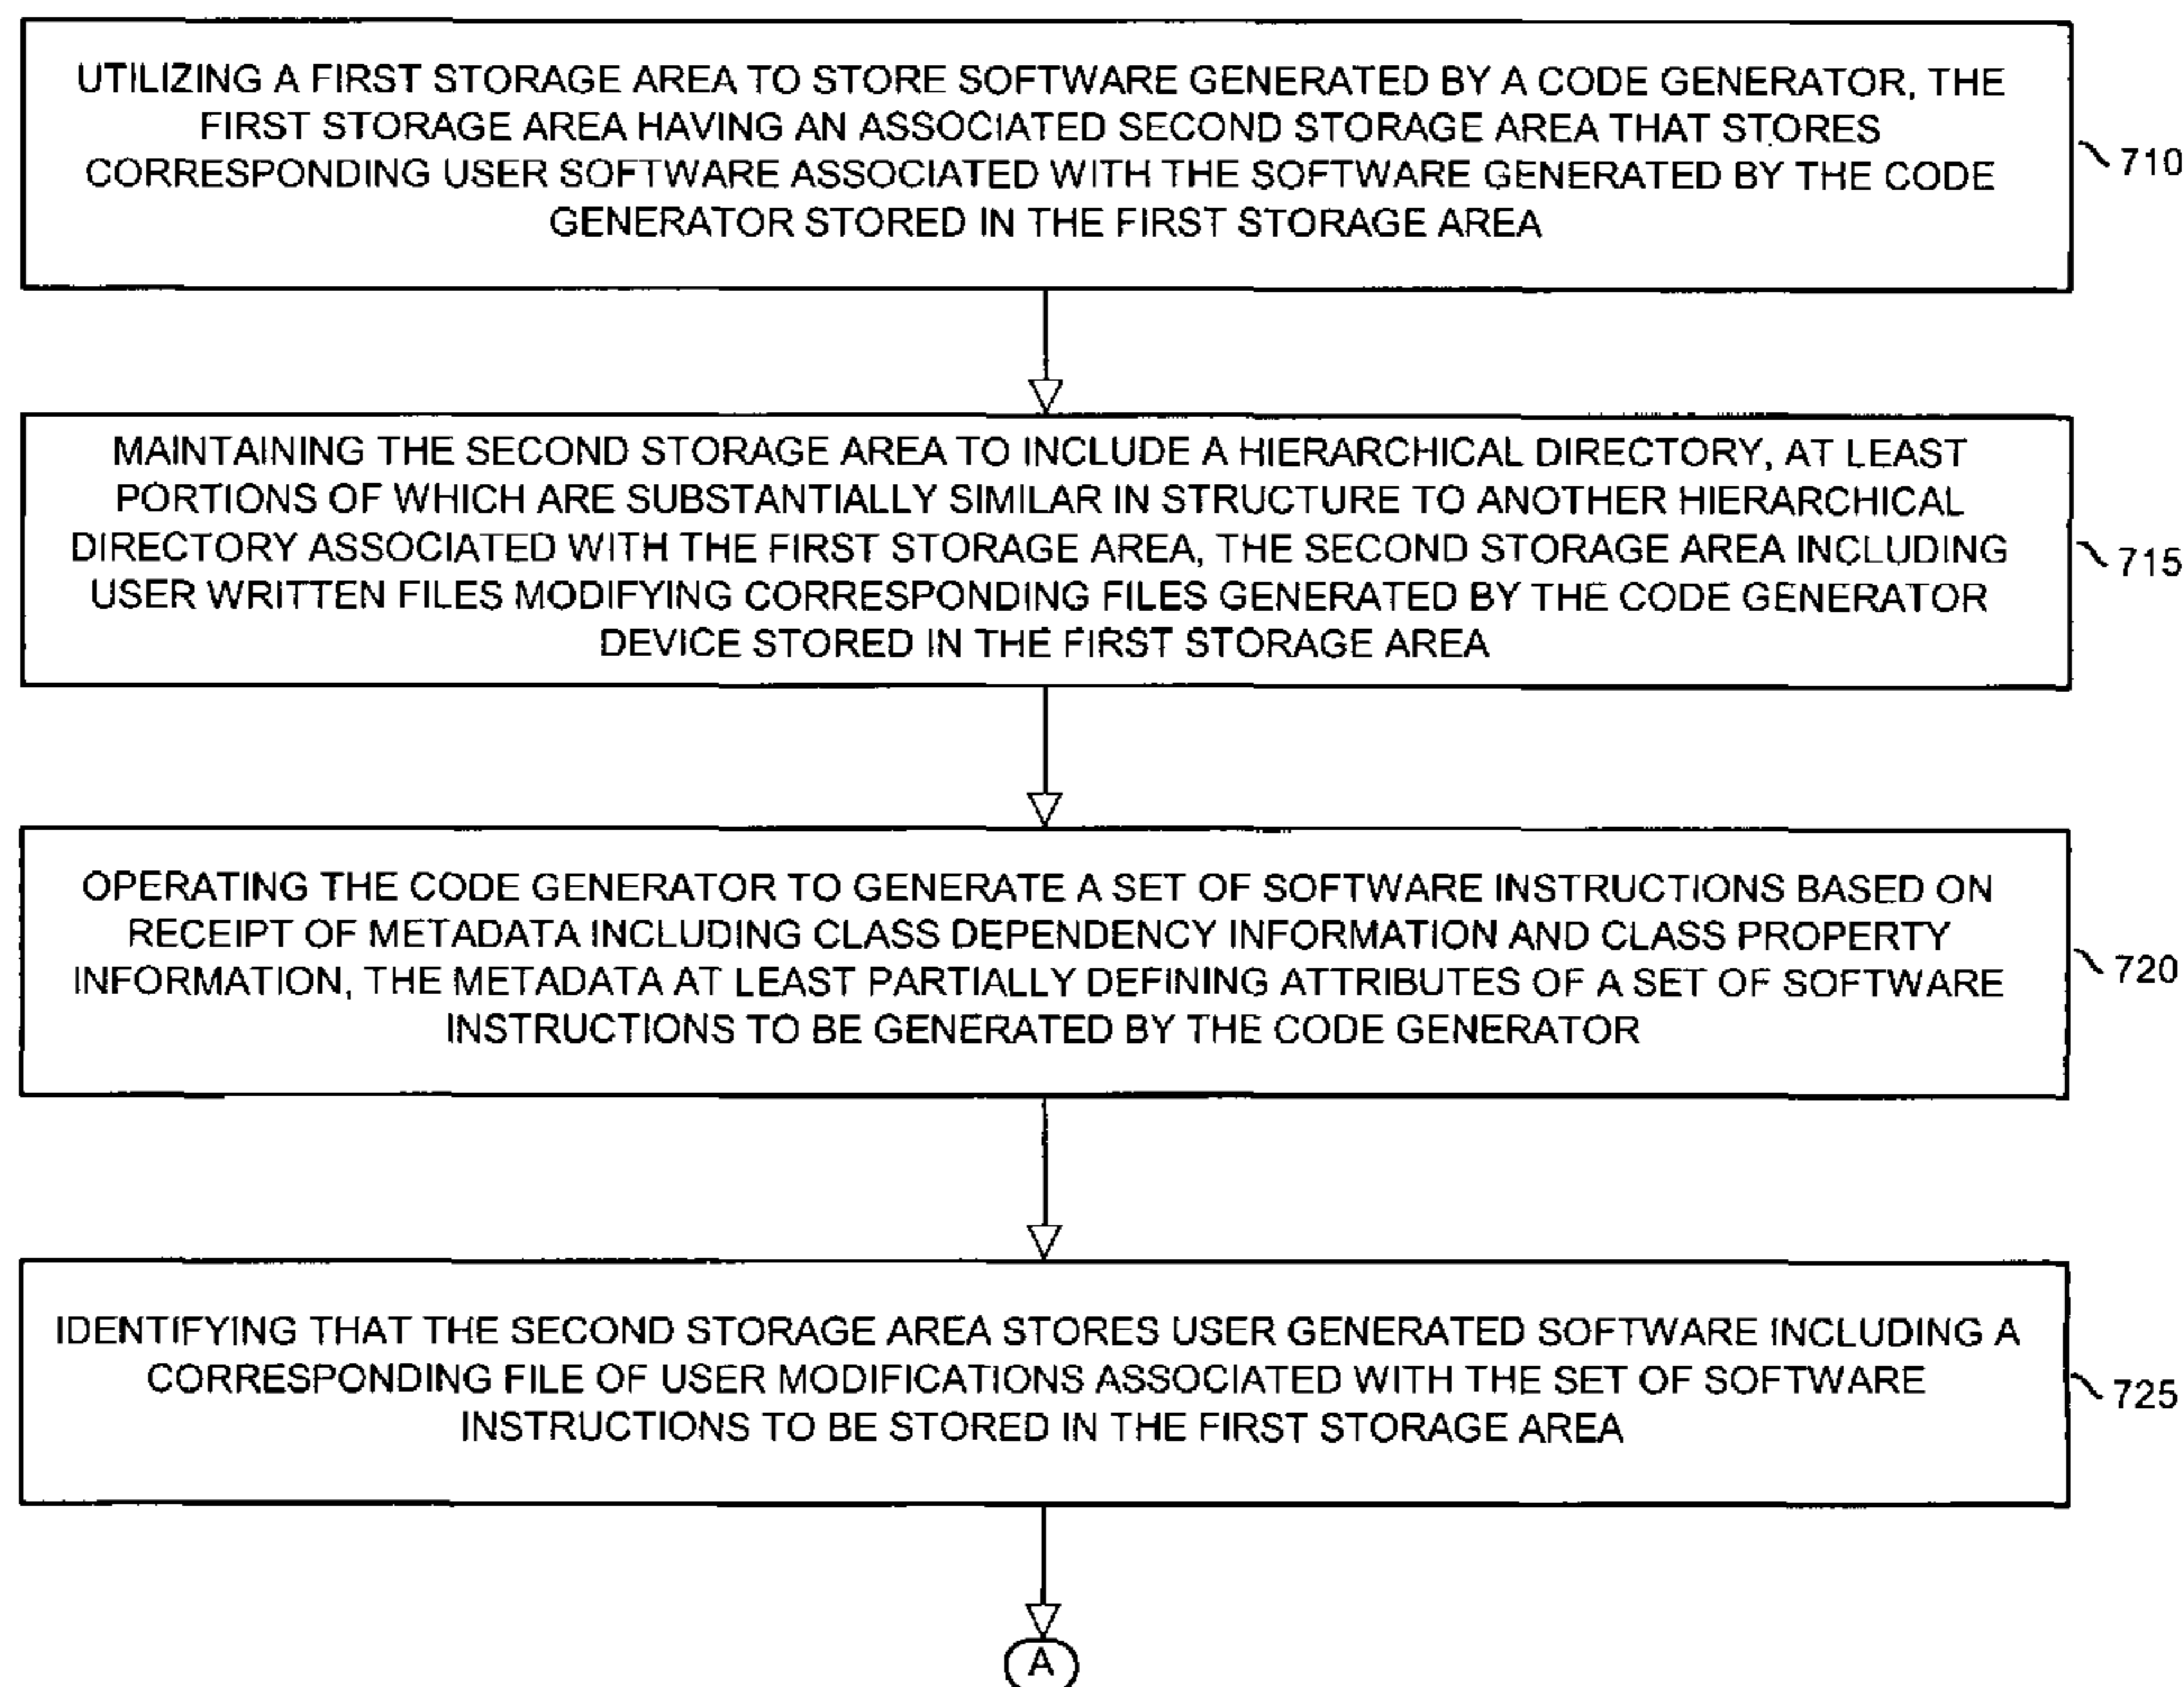 UTILIZING A FIRST STORAGE AREA TO STORE SOFTWARE GENERATED BY A CODE GENERATOR, THE
FIRST STORAGE AREA HAVING AN ASSOCIATED SECOND STORAGE AREA THAT STORES
CORRESPONDING USER SOFTWARE ASSOCIATED WITH THE SOFTWARE GENERATED BY THE CODE
GENERATOR STORED IN THE FIRST STORAGE AREA
710
MAINTAINING THE SECOND STORAGE AREA TO INCLUDE A HIERARCHICAL DIRECTORY, AT LEAST
PORTIONS OF WHICH ARE SUBSTANTIALLY SIMILAR IN STRUCTURE TO ANOTHER HIERARCHICAL
DIRECTORY ASSOCIATED WITH THE FIRST STORAGE AREA, THE SECOND STORAGE AREA INCLUDING
USER WRITTEN FILES MODIFYING CORRESPONDING FILES GENERATED BY THE CODE GENERATOR
DEVICE STORED IN THE FIRST STORAGE AREA
715
OPERATING THE CODE GENERATOR TO GENERATE A SET OF SOFTWARE INSTRUCTIONS BASED ON
RECEIPT OF METADATA INCLUDING CLASS DEPENDENCY INFORMATION AND CLASS PROPERTY
INFORMATION, THE METADATA AT LEAST PARTIALLY DEFINING ATTRIBUTES OF A SET OF SOFTWARE
INSTRUCTIONS TO BE GENERATED BY THE CODE GENERATOR
720
IDENTIFYING THAT THE SECOND STORAGE AREA STORES USER GENERATED SOFTWARE INCLUDING A
CORRESPONDING FILE OF USER MODIFICATIONS ASSOCIATED WITH THE SET OF SOFTWARE
INSTRUCTIONS TO BE STORED IN THE FIRST STORAGE AREA
725
A